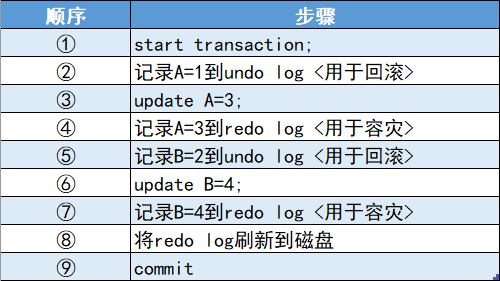 顺序 步骤
① start transaction;
② 记录A=1到undo log <用于回滚>
③ update A=3;
④ 记录A=3到redo log <用于容灾>
⑤ 记录B=2到undo log <用于回滚>
⑥ update B=4;
⑦ 记录B=4到redo log <用于容灾>
⑧ 将redo log刷新到磁盘
⑨ commit